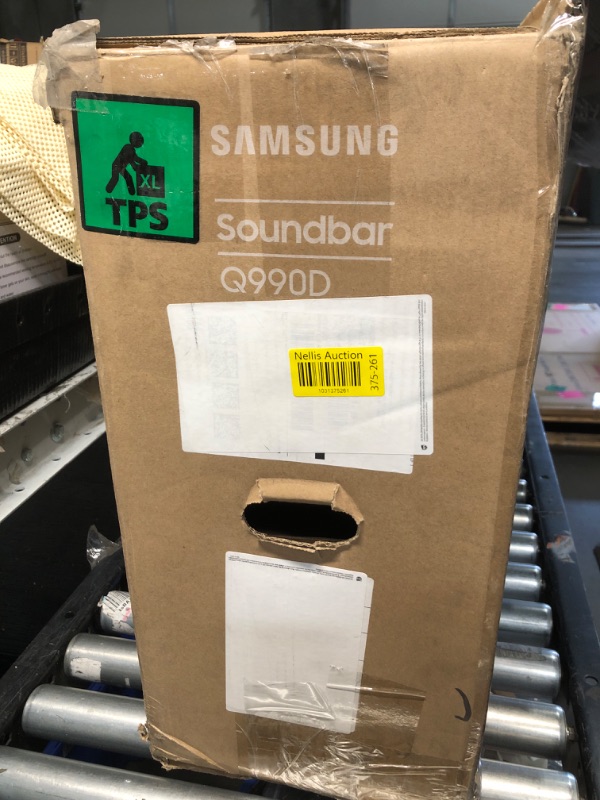 SAMSUNG
XL
TPS
Soundbar
Q990D
Nellis Auction
375-261